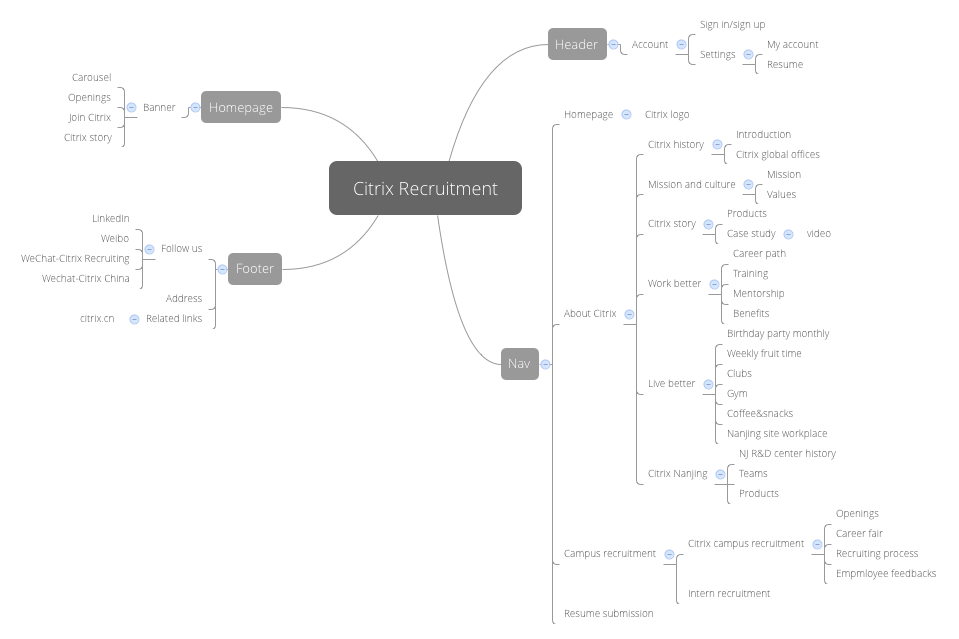 Citrix Recruitment
Header
Account
Sign in/sign up
Settings
My account
Resume
Homepage
Banner
Carousel
Openings
Join Citrix
Citrix story
Footer
Follow us
Linkedin
Weibo
WeChat-Citrix Recruiting
Wechat-Citrix China
Address
Related links
citrix.cn
Nav
Homepage
Citrix logo
About Citrix
Citrix history
Introduction
Citrix global offices
Mission and culture
Mission
Values
Citrix story
Products
Case study
video
Work better
Career path
Training
Mentorship
Benefits
Live better
Birthday party monthly
Weekly fruit time
Clubs
Gym
Coffee&snacks
Nanjing site workplace
Citrix Nanjing
NJ R&D center history
Teams
Products
Campus recruitment
Citrix campus recruitment
Openings
Career fair
Recruiting process
Empmloyee feedbacks
Intern recruitment
Resume submission